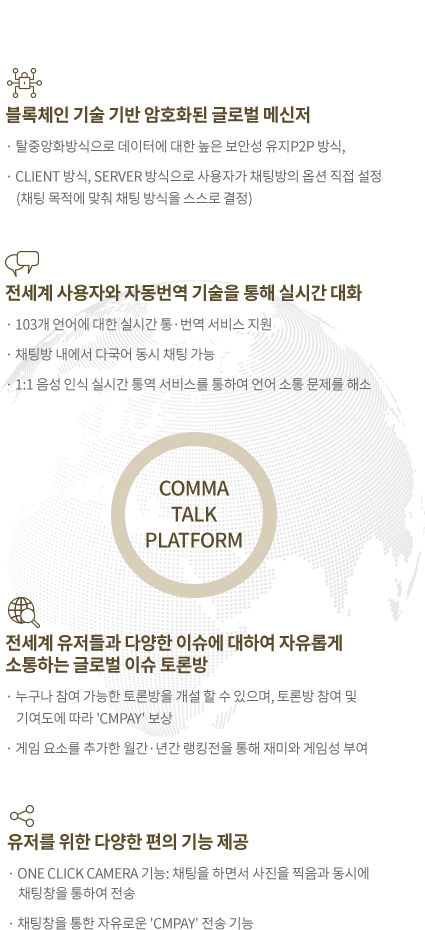 블록체인 기술 기반 암호화된 글로벌 메신저
· 탈중앙화방식으로 데이터에 대한 높은 보안성 유지P2P 방식,
· CLIENT 방식, SERVER 방식으로 사용자가 채팅방의 옵션 직접 설정
(채팅 목적에 맞춰 채팅 방식을 스스로 결정)
전세계 사용자와 자동번역 기술을 통해 실시간 대화
· 103개 언어에 대한 실시간 통·번역 서비스 지원
· 채팅방 내에서 다국어 동시 채팅 가능
· 1:1 음성 인식 실시간 통역 서비스를 통하여 언어 소통 문제를 해소
COMMA
TALK
PLATFORM
전세계 유저들과 다양한 이슈에 대하여 자유롭게
소통하는 글로벌 이슈 토론방
· 누구나 참여 가능한 토론방을 개설 할 수 있으며, 토론방 참여 및
기여도에 따라 'CMPAY' 보상
· 게임 요소를 추가한 월간·년간 랭킹전을 통해 재미와 게임성 부여
유저를 위한 다양한 편의 기능 제공
· ONE CLICK CAMERA 기능: 채팅을 하면서 사진을 찍음과 동시에
채팅창을 통하여 전송
· 채팅창을 통한 자유로운 'CMPAY' 전송 기능